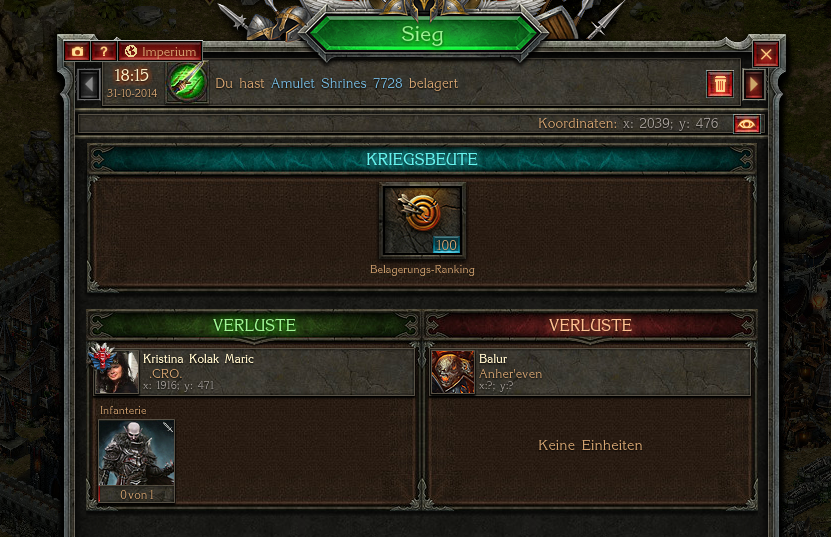 Sieg
? Imperium
18:15
31-10-2014
Du hast Amulet Shrines 7728 belagert
Koordinaten: x: 2039; y: 476
KRIEGSBEUTE
100
Belagerungs-Ranking
VERLUSTE
Kristina Kolak Maric
.CRO.
x: 1916; y: 471
Infanterie
0 von 1
VERLUSTE
Balur
Anher'even
x:?; y:?
Keine Einheiten